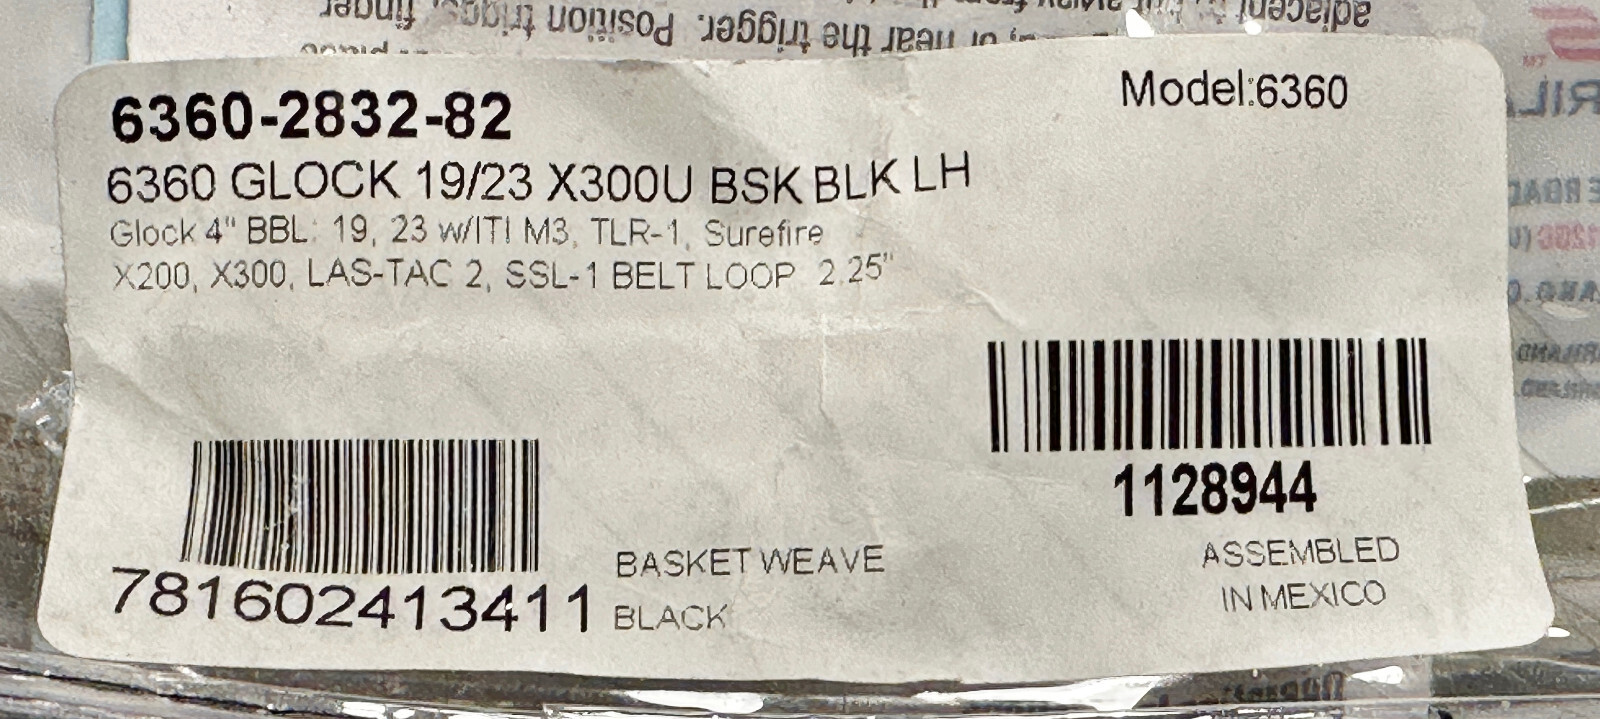 adjacent
or near the trigger. Position trigger finger
6360-2832-82
Model:6360
6360 GLOCK 19/23 X300U BSK BLK LH
Glock 4" BBL: 19, 23 w/ITI M3, TLR-1, Surefire
X200, X300, LAS-TAC 2, SSL-1 BELT LOOP 2.25"
1128944
781602413411
BASKET WEAVE
BLACK
ASSEMBLED
IN MEXICO